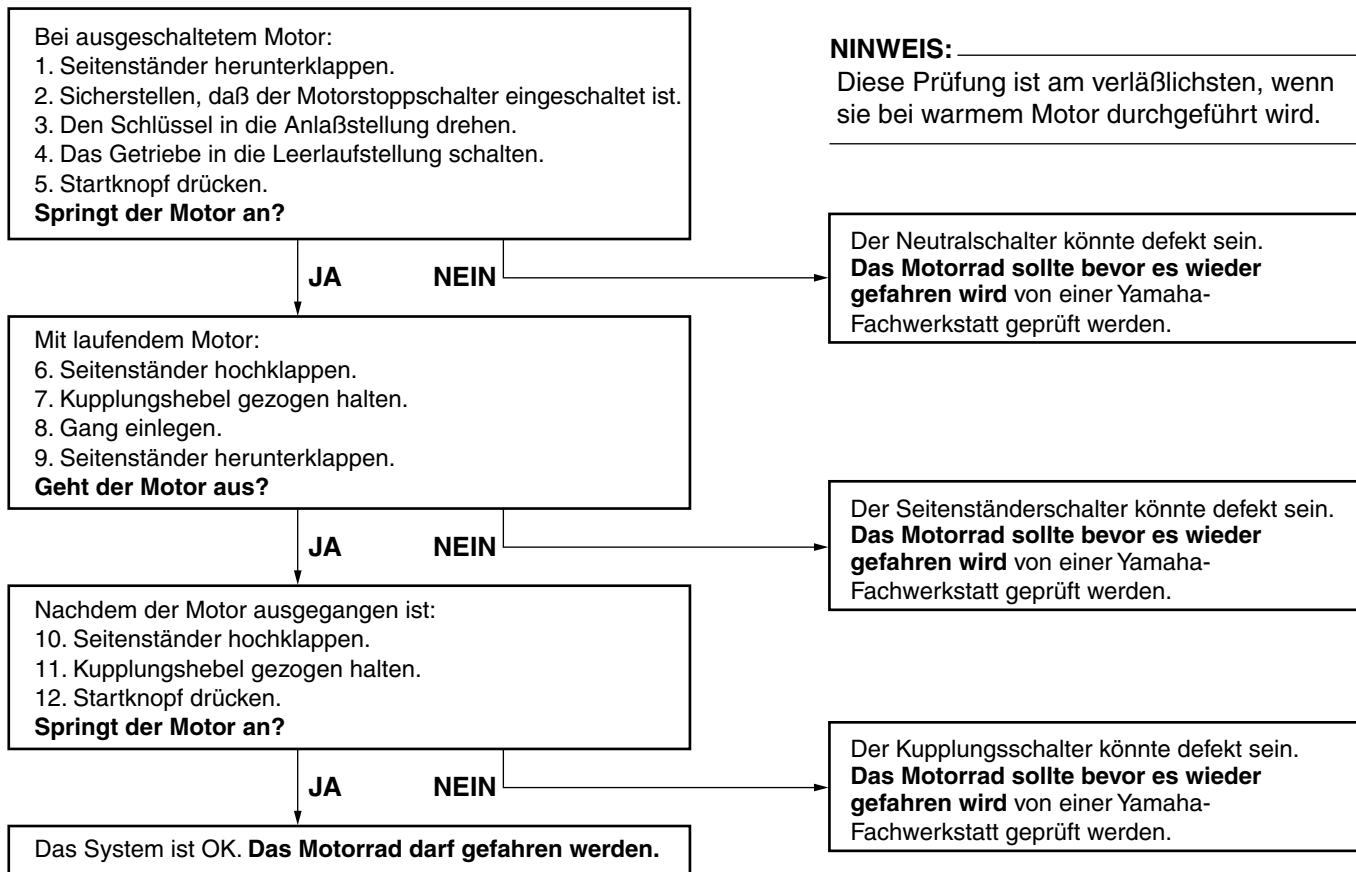 Bei ausgeschaltetem Motor:
1. Seitenständer herunterklappen.
2. Sicherstellen, daß der Motorstoppschalter eingeschaltet ist.
3. Den Schlüssel in die Anlaßstellung drehen.
4. Das Getriebe in die Leerlaufstellung schalten.
5. Startknopf drücken.
Springt der Motor an?
NINWEIS:
Diese Prüfung ist am verläßlichsten, wenn
sie bei warmem Motor durchgeführt wird.
JA NEIN
Der Neutralschalter könnte defekt sein.
Das Motorrad sollte bevor es wieder
gefahren wird von einer Yamaha-
Fachwerkstatt geprüft werden.
Mit laufendem Motor:
6. Seitenständer hochklappen.
7. Kupplungshebel gezogen halten.
8. Gang einlegen.
9. Seitenständer herunterklappen.
Geht der Motor aus?
JA NEIN
Der Seitenständerschalter könnte defekt sein.
Das Motorrad sollte bevor es wieder
gefahren wird von einer Yamaha-
Fachwerkstatt geprüft werden.
Nachdem der Motor ausgegangen ist:
10. Seitenständer hochklappen.
11. Kupplungshebel gezogen halten.
12. Startknopf drücken.
Springt der Motor an?
JA NEIN
Der Kupplungsschalter könnte defekt sein.
Das Motorrad sollte bevor es wieder
gefahren wird von einer Yamaha-
Fachwerkstatt geprüft werden.
Das System ist OK. Das Motorrad darf gefahren werden.